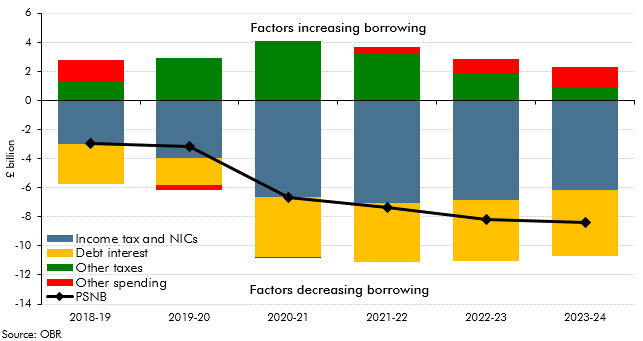 6
Factors increasing borrowing
4
2
0
-2
-4
£ billion
-6
-8
Income tax and NICs
-10
Debt interest
Other taxes
-12
Other spending
Factors decreasing borrowing
PSNB
-14
2018-19 2019-20 2020-21 2021-22 2022-23 2023-24
Source: OBR